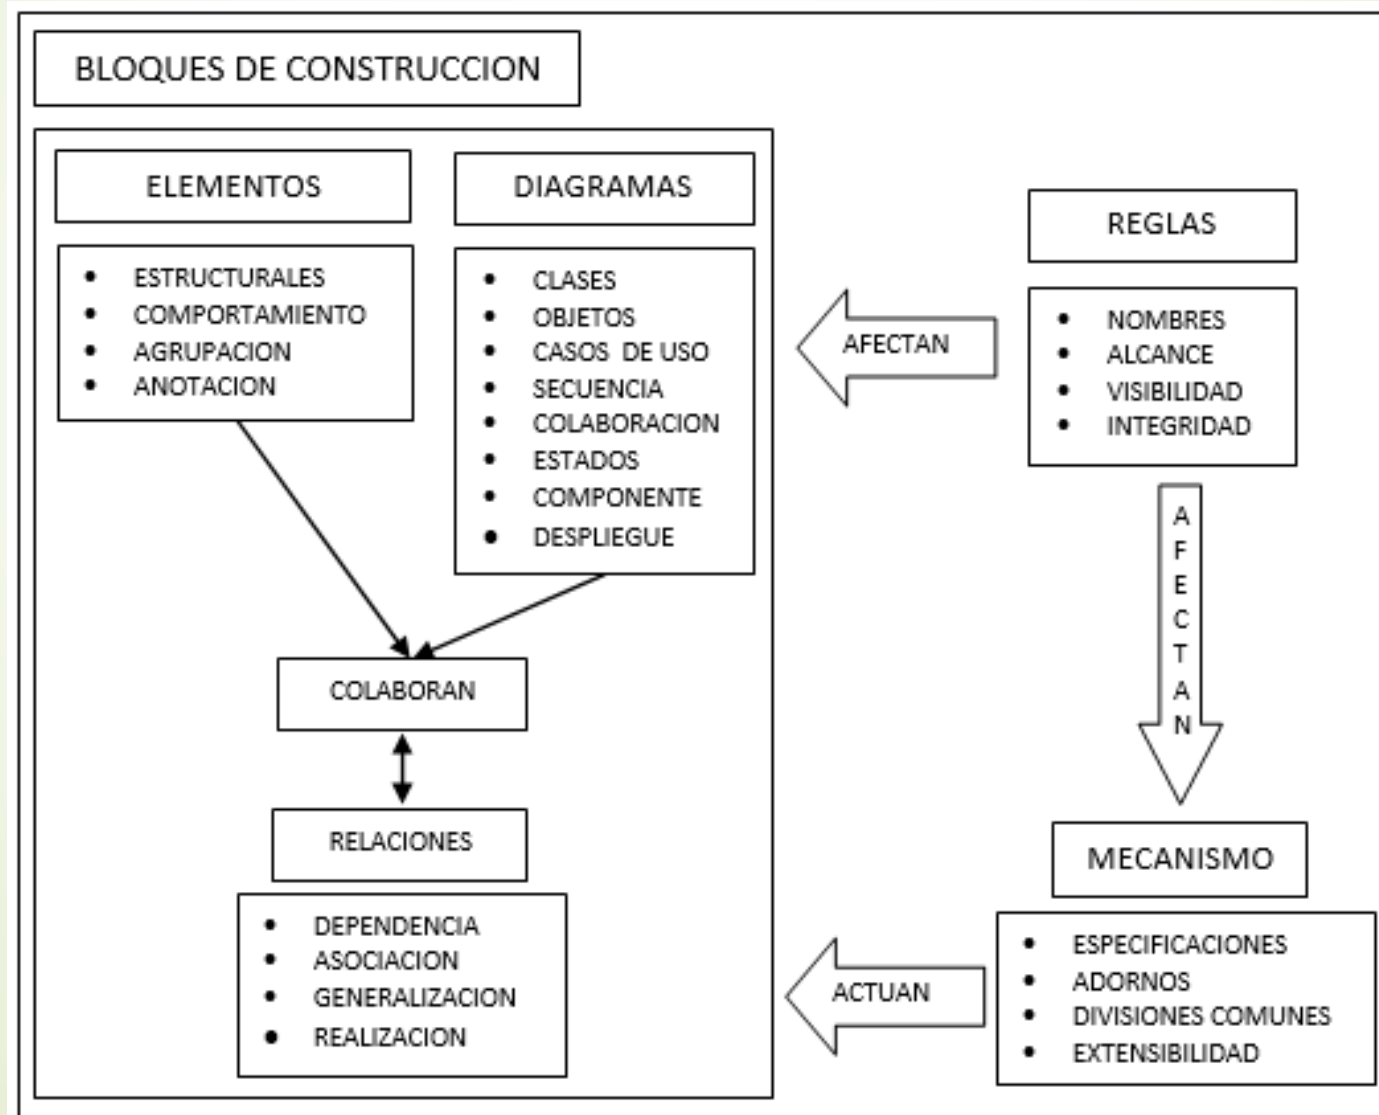 BLOQUES DE CONSTRUCCION
ELEMENTOS
ESTRUCTURALES
COMPORTAMIENTO
AGRUPACION
ANOTACION
DIAGRAMAS
CLASES
OBJETOS
CASOS DE USO
SECUENCIA
COLABORACION
ESTADOS
COMPONENTE
DESPLIEGUE
COLABORAN
RELACIONES
DEPENDENCIA
ASOCIACION
GENERALIZACION
REALIZACION
AFECTAN
REGLAS
NOMBRES
ALCANCE
VISIBILIDAD
INTEGRIDAD
AFECTAN
MECANISMO
ESPECIFICACIONES
ADORNOS
DIVISIONES COMUNES
EXTENSIBILIDAD
ACTUAN